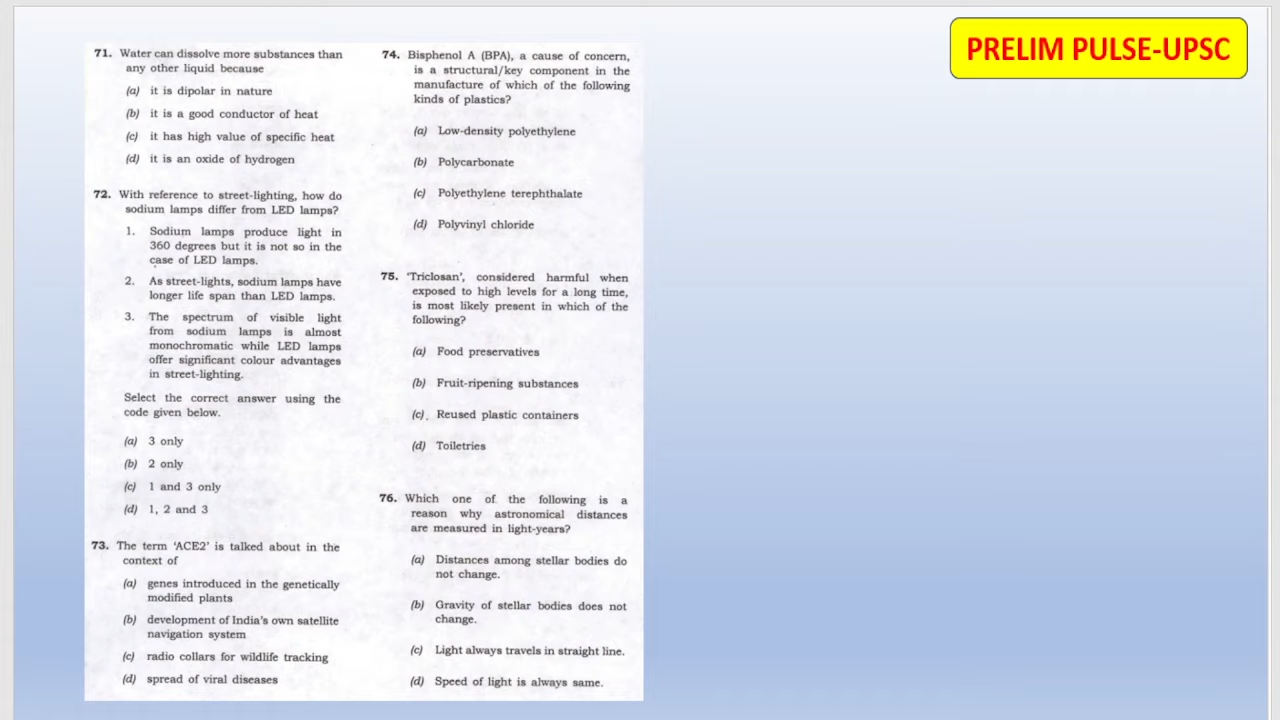 PRELIM PULSE-UPSC
71. Water can dissolve more substances than
any other liquid because
(a) it is dipolar in nature
(b) it is a good conductor of heat
(c) it has high value of specific heat
(d) it is an oxide of hydrogen
72. With reference to street-lighting, how do
sodium lamps differ from LED lamps?
1. Sodium lamps produce light in
360 degrees but it is not so in the
case of LED lamps.
2. As street-lights, sodium lamps have
longer life span than LED lamps.
3. The spectrum of visible light
from sodium lamps is almost
monochromatic while LED lamps
offer significant colour advantages
in street-lighting.
Select the correct answer using the
code given below.
(a) 3 only
(b) 2 only
(c) 1 and 3 only
(d) 1, 2 and 3
73. The term 'ACE2' is talked about in the
context of
(a) genes introduced in the genetically
modified plants
(b) development of India's own satellite
navigation system
(c) radio collars for wildlife tracking
(d) spread of viral diseases
74. Bisphenol A (BPA), a cause of concern,
is a structural/key component in the
manufacture of which of the following
kinds of plastics?
(a) Low-density polyethylene
(b) Polycarbonate
(c) Polyethylene terephthalate
(d) Polyvinyl chloride
75. 'Triclosan', considered harmful when
exposed to high levels for a long time,
is most likely present in which of the
following?
(a) Food preservatives
(b) Fruit-ripening substances
(c) Reused plastic containers
(d) Toiletries
76. Which one of the following is a
reason why astronomical distances
are measured in light-years?
(a) Distances among stellar bodies do
not change.
(b) Gravity of stellar bodies does not
change.
(c) Light always travels in straight line.
(d) Speed of light is always same.